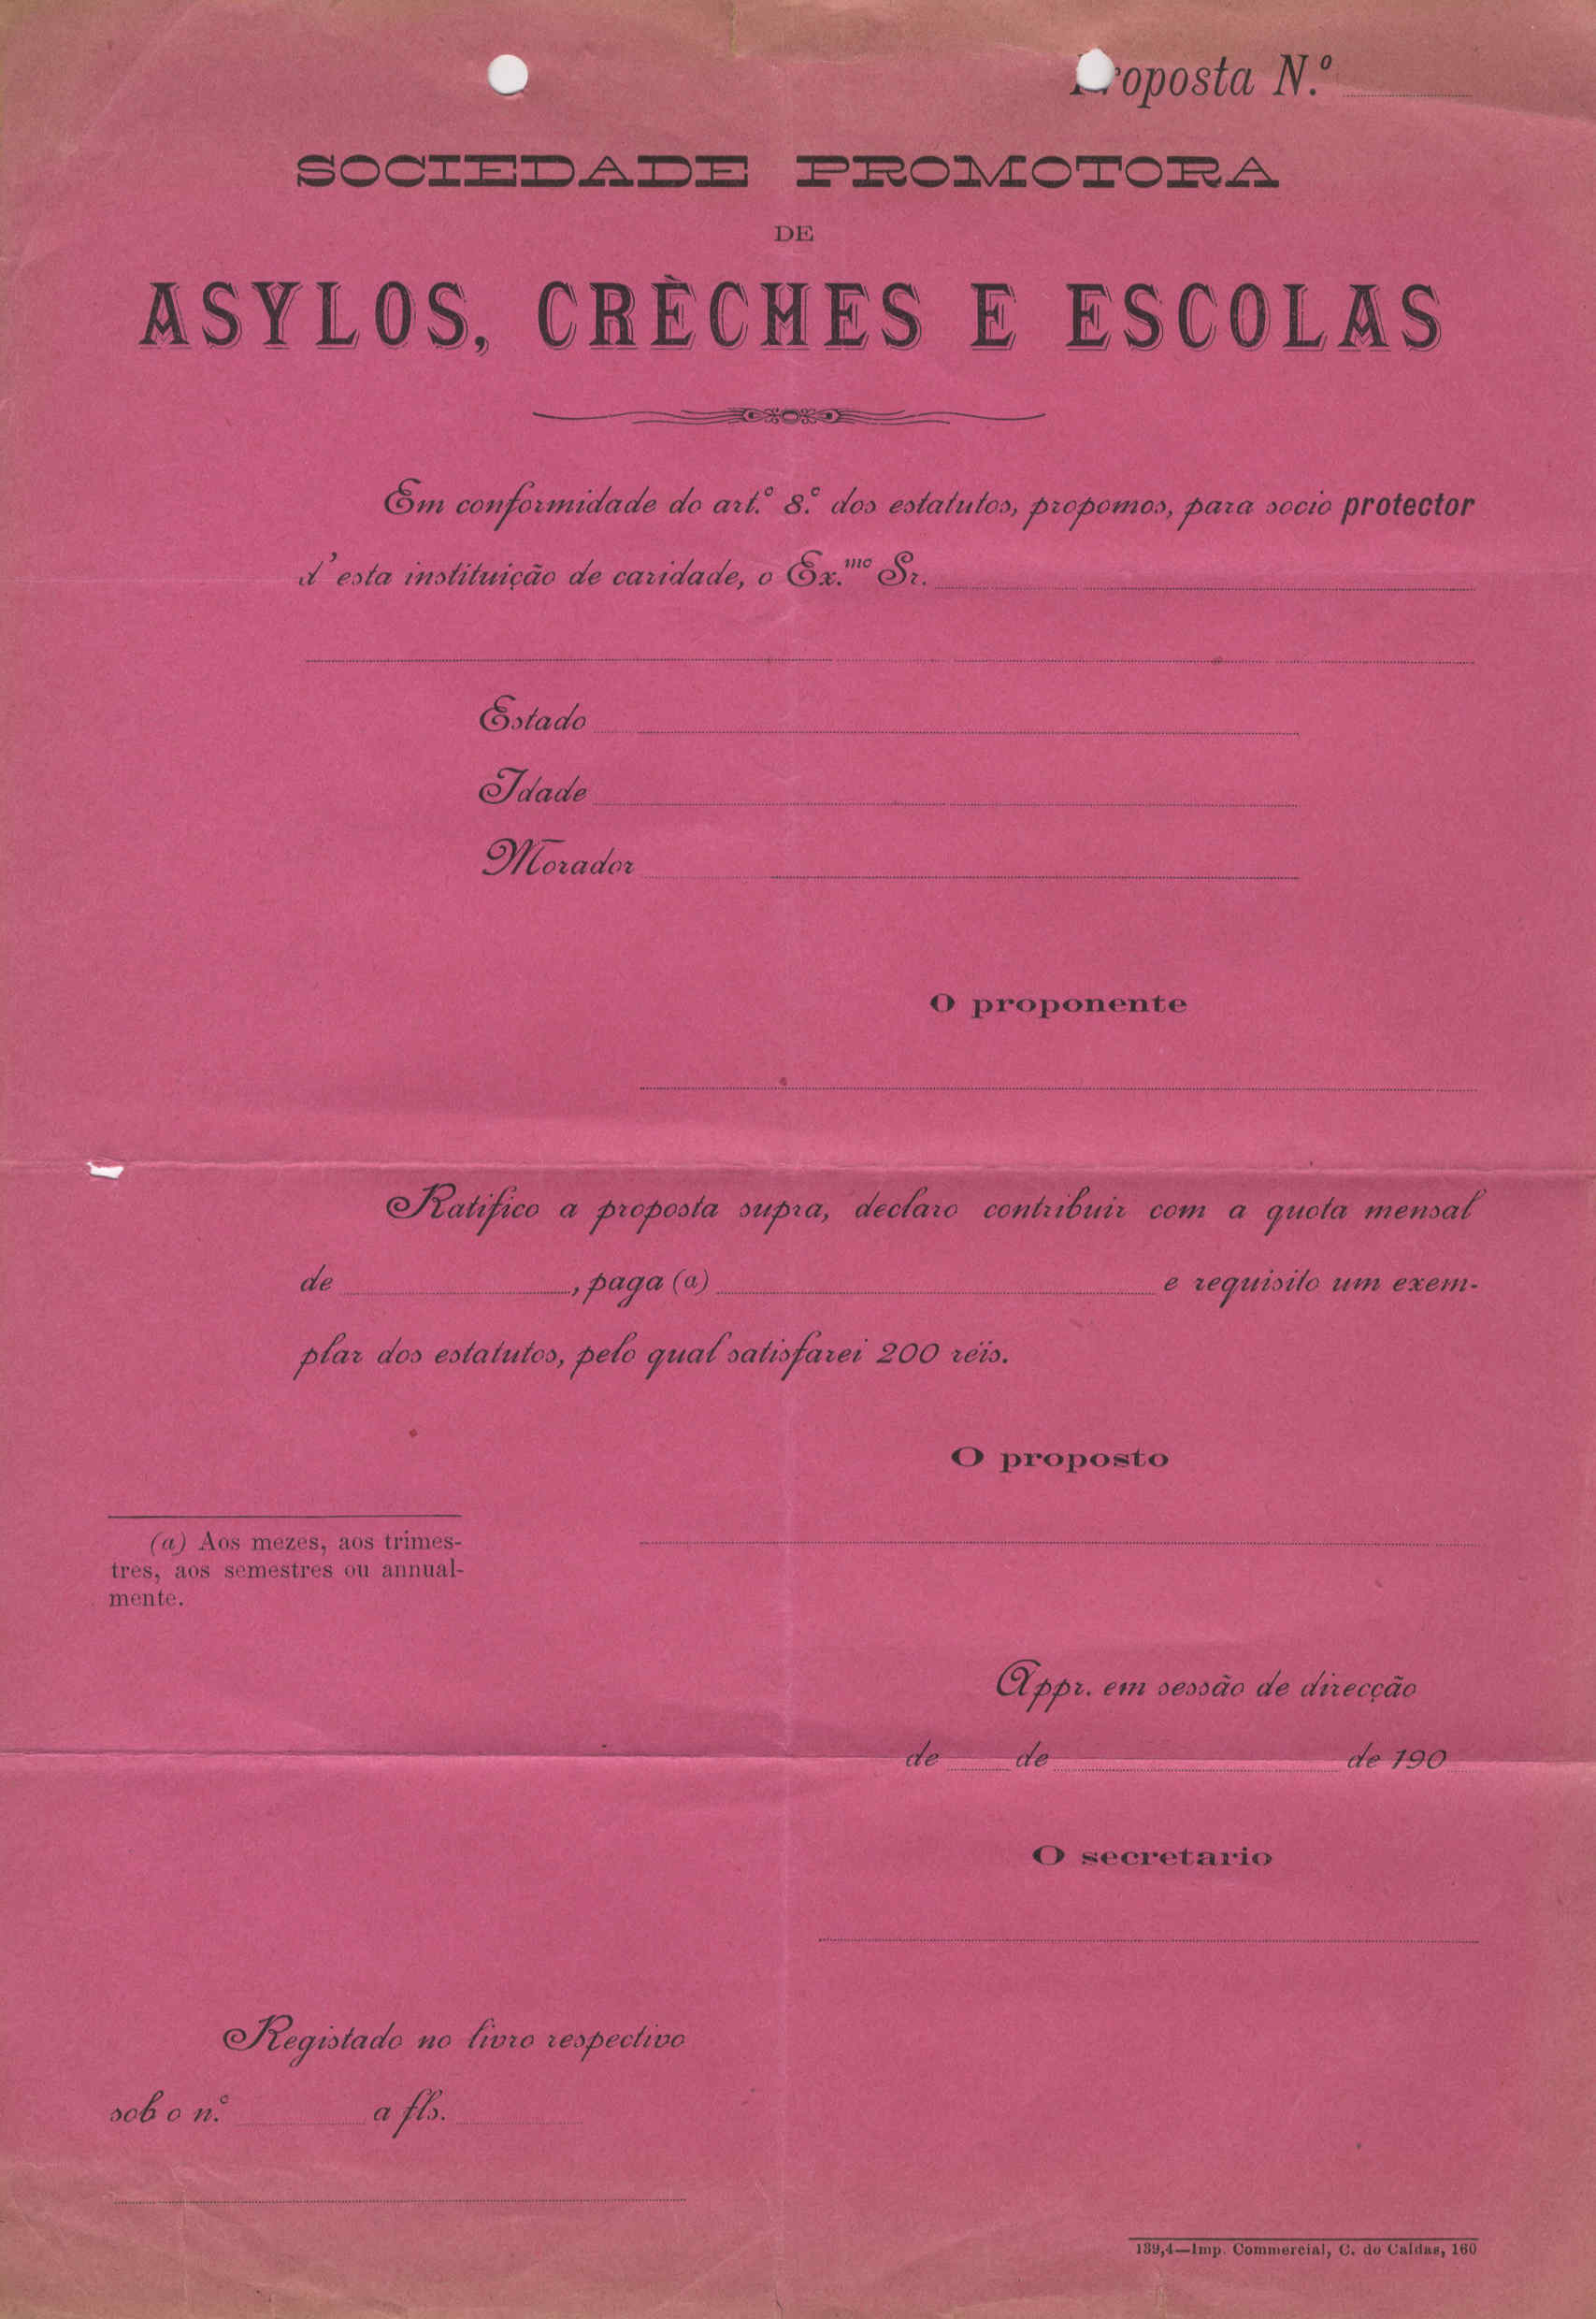 Proposta N.º
SOCIEDADE PROMOTORA
DE
ASYLOS, CRÈCHES E ESCOLAS
Em conformidade do art.º 8.º dos estatutos, propomos, para socio protector
d'esta instituição de caridade, o Ex.mo Sr.
Estado
Idade
Morador
O proponente
Ratifico a proposta supra, declaro contribuir com a quota mensal
de , paga (a) e requisito um exem-
plar dos estatutos, pelo qual satisfarei 200 réis.
O proposto
(a) Aos mezes, aos trimes-
tres, aos semestres ou annual-
mente.
Appr. em sessão de direcção
de de de 190
O secretario
Registado no livro respectivo
sob o n.º a fls.
139,4—Imp. Commercial, C. do Caldas, 160